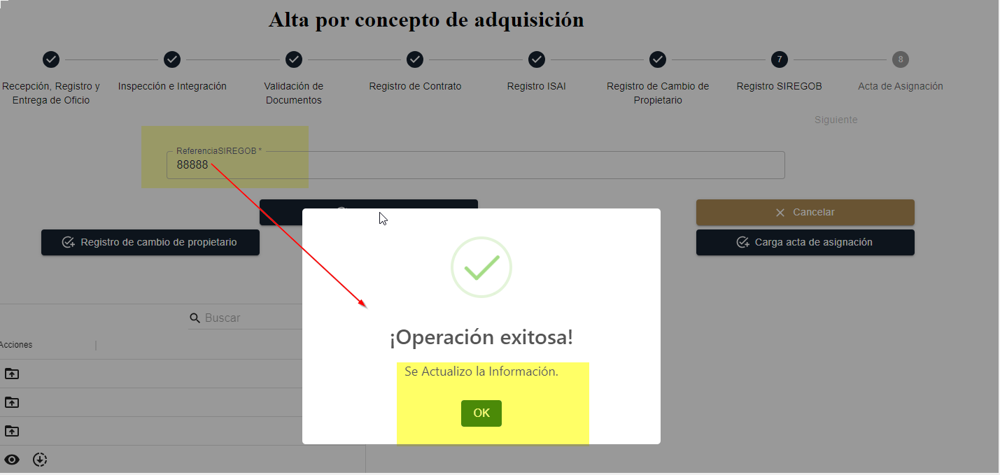 Alta por concepto de adquisición
7
8
Recepción, Registro y
Entrega de Oficio
Inspección e Integración
Validación de
Documentos
Registro de Contrato
Registro ISAI
Registro de Cambio de
Propietario
Registro SIREGOB
Acta de Asignación
Siguiente
ReferenciaSIREGOB *
88888
Cancelar
Registro de cambio de propietario
Carga acta de asignación
Buscar
Acciones
¡Operación exitosa!
Se Actualizo la Información.
OK